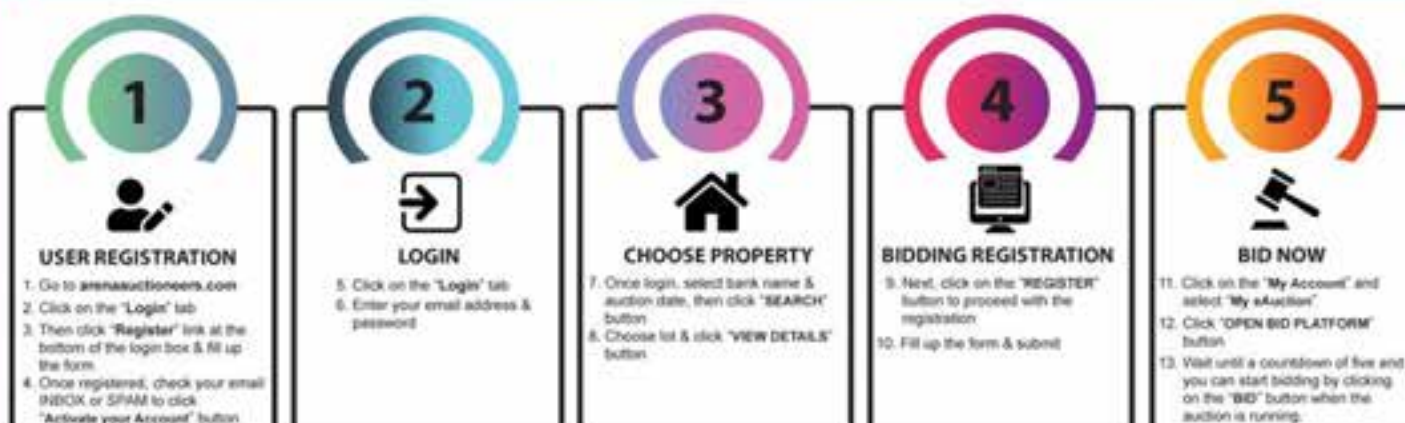 1
USER REGISTRATION
1. Go to arenaauctioneers.com
2. Click on the "Login" tab
3. Then click "Register" link at the
bottom of the login box & fill up
the form
4. Once registered, check your email
INBOX or SPAM to click
"Activate your Account" button
2
LOGIN
5. Click on the "Login" tab
6. Enter your email address &
password
3
CHOOSE PROPERTY
7. Once login, select bank name &
auction date, then click "SEARCH"
button
8. Choose lot & click "VIEW DETAILS"
button
4
BIDDING REGISTRATION
9. Next, click on the "REGISTER"
button to proceed with the
registration
10. Fill up the form & submit
5
BID NOW
11. Click on the "My Account" and
select "My eAuction"
12. Click "OPEN BID PLATFORM"
button
13. Wait until a countdown of five and
you can start bidding by clicking
on the "BID" button when the
auction is running.